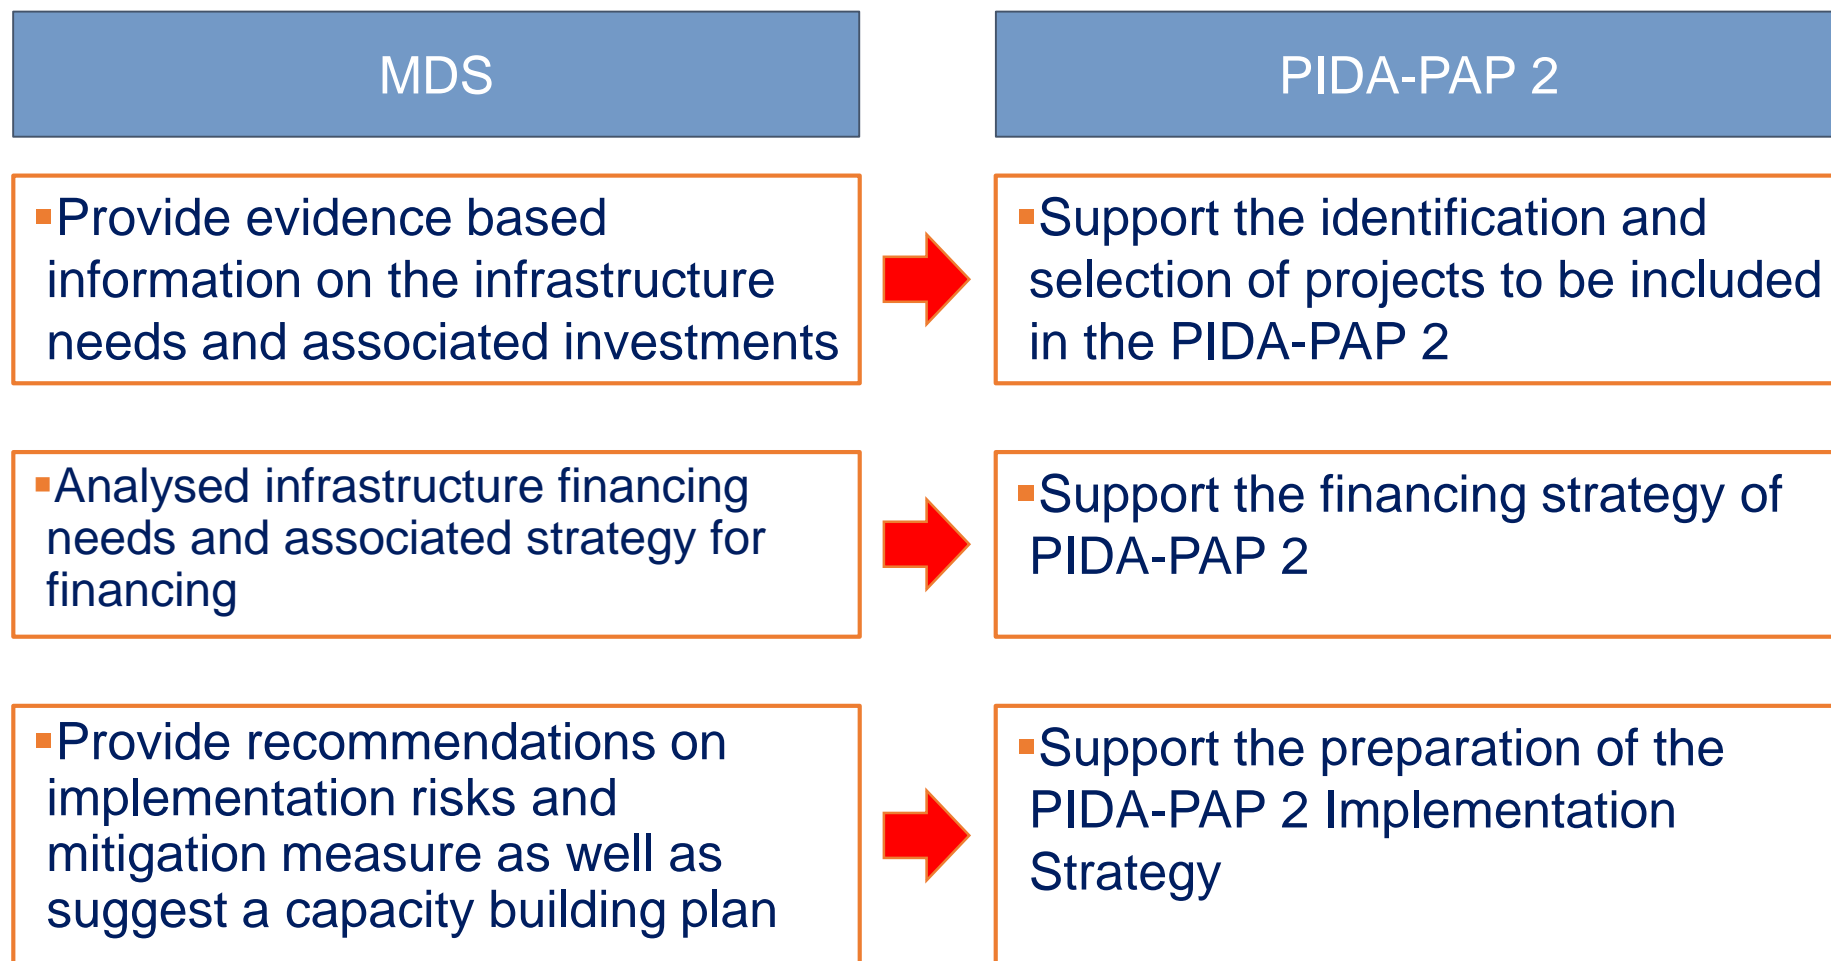 MDS
PIDA-PAP 2
▪Provide evidence based
information on the infrastructure
needs and associated investments
▪Support the identification and
selection of projects to be included
in the PIDA-PAP 2
▪Analysed infrastructure financing
needs and associated strategy for
financing
▪Support the financing strategy of
PIDA-PAP 2
▪Provide recommendations on
implementation risks and
mitigation measure as well as
suggest a capacity building plan
▪Support the preparation of the
PIDA-PAP 2 Implementation
Strategy